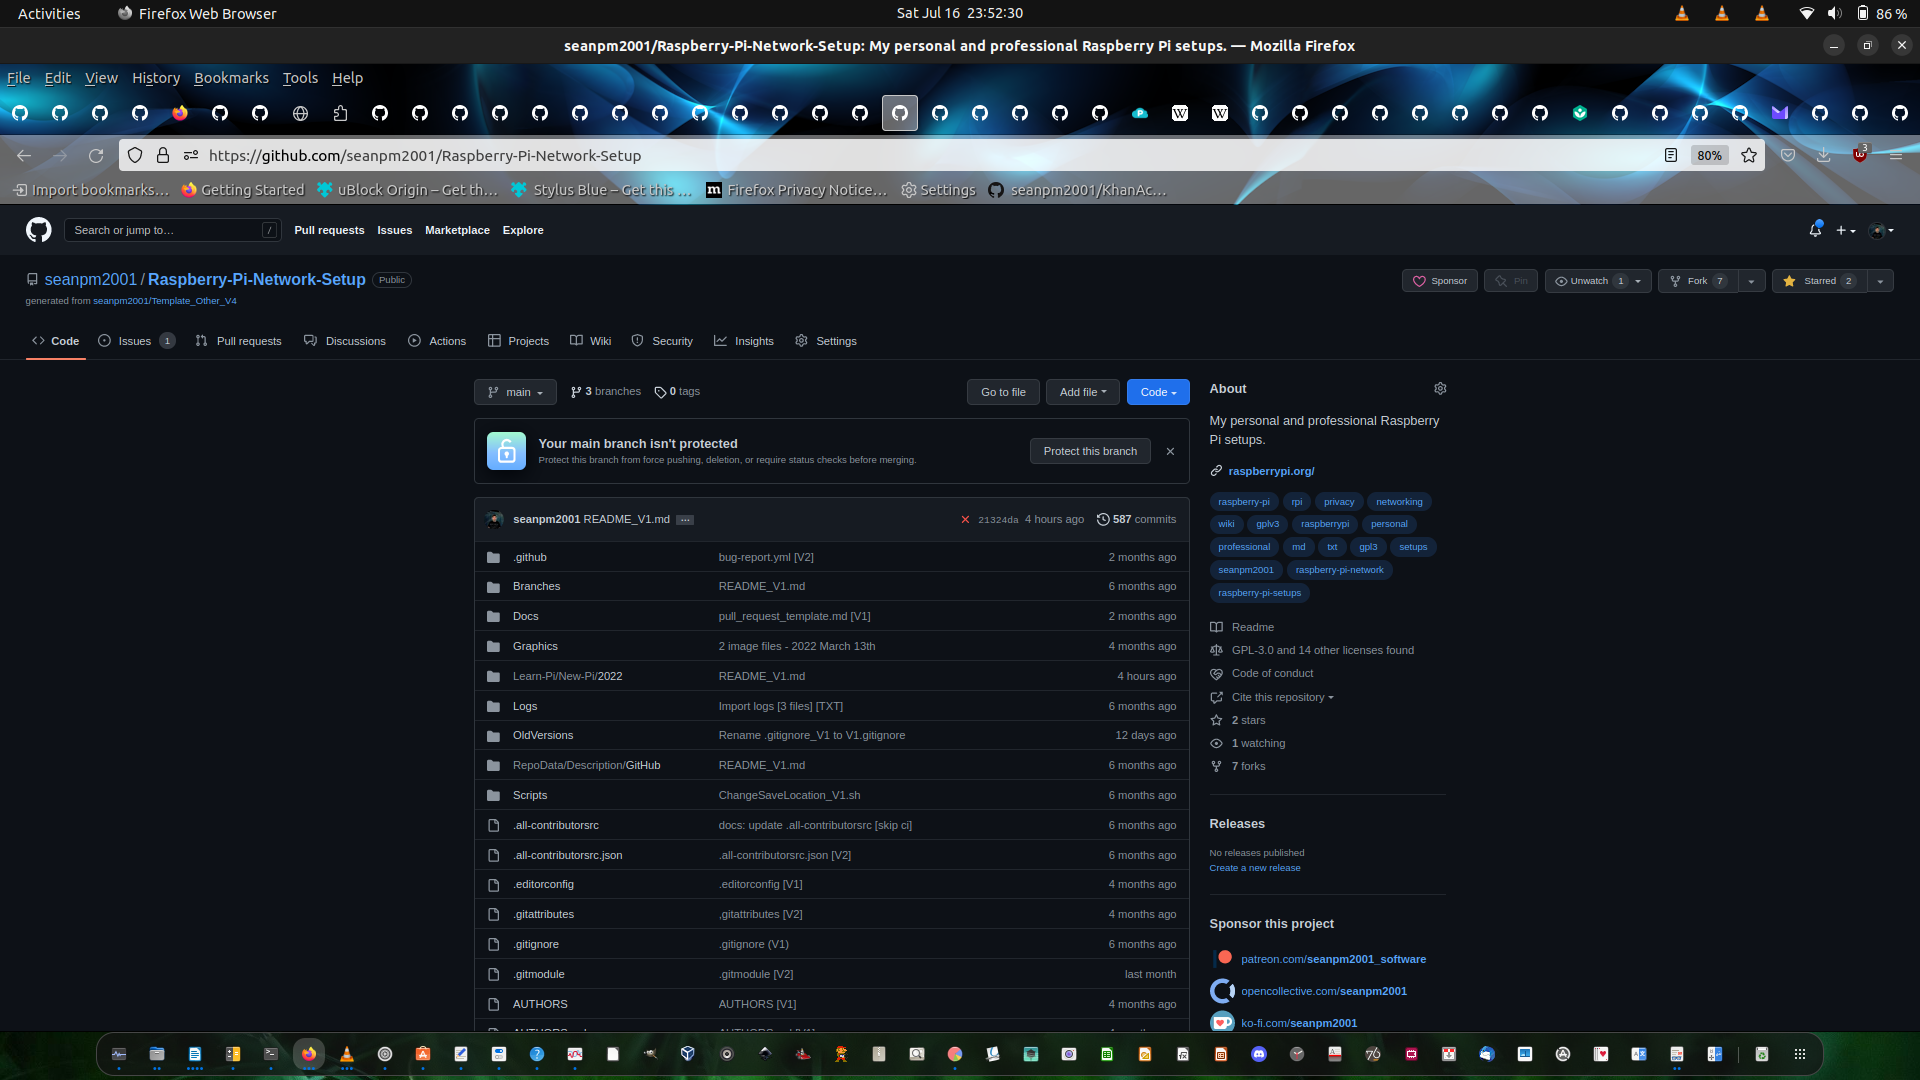 Activities
Firefox Web Browser
Sat Jul 16 23:52:30
86 %
seanpm2001/Raspberry-Pi-Network-Setup: My personal and professional Raspberry Pi setups. — Mozilla Firefox
File Edit View History Bookmarks Tools Help
https://github.com/seanpm2001/Raspberry-Pi-Network-Setup
80%
3
Import bookmarks…
Getting Started
uBlock Origin – Get th…
Stylus Blue – Get this …
Firefox Privacy Notice…
Settings
seanpm2001/KhanAc…
Search or jump to…
/
Pull requests Issues Marketplace Explore
seanpm2001 / Raspberry-Pi-Network-Setup Public
generated from seanpm2001/Template_Other_V4
Sponsor
Pin
Unwatch 1
Fork 7
Starred 2
Code
Issues 1
Pull requests
Discussions
Actions
Projects
Wiki
Security
Insights
Settings
main
3 branches
0 tags
Go to file
Add file
Code
Your main branch isn't protected
Protect this branch from force pushing, deletion, or require status checks before merging.
Protect this branch
seanpm2001 README_V1.md …
21324da 4 hours ago
587 commits
.github bug-report.yml [V2] 2 months ago
Branches README_V1.md 6 months ago
Docs pull_request_template.md [V1] 2 months ago
Graphics 2 image files - 2022 March 13th 4 months ago
Learn-Pi/New-Pi/2022 README_V1.md 4 hours ago
Logs Import logs [3 files] [TXT] 6 months ago
OldVersions Rename .gitignore_V1 to V1.gitignore 12 days ago
RepoData/Description/GitHub README_V1.md 6 months ago
Scripts ChangeSaveLocation_V1.sh 6 months ago
.all-contributorsrc docs: update .all-contributorsrc [skip ci] 6 months ago
.all-contributorsrc.json .all-contributorsrc.json [V2] 6 months ago
.editorconfig .editorconfig [V1] 4 months ago
.gitattributes ,gitattributes [V2] 4 months ago
.gitignore .gitignore (V1) 6 months ago
.gitmodule .gitmodule [V2] last month
AUTHORS AUTHORS [V1] 4 months ago
About
My personal and professional Raspberry
Pi setups.
raspberrypi.org/
raspberry-pi rpi privacy networking
wiki gplv3 raspberrypi personal
professional md txt gpl3 setups
seanpm2001 raspberry-pi-network
raspberry-pi-setups
Readme
GPL-3.0 and 14 other licenses found
Code of conduct
Cite this repository
2 stars
1 watching
7 forks
Releases
No releases published
Create a new release
Sponsor this project
patreon.com/seanpm2001_software
opencollective.com/seanpm2001
ko-fi.com/seanpm2001